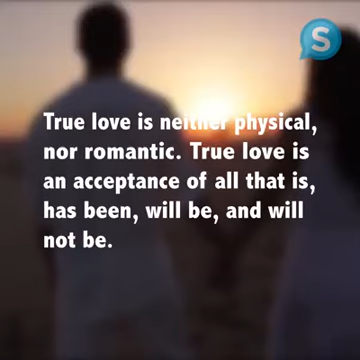 S
True love is neither physical,
nor romantic. True love is
an acceptance of all that is,
has been, will be, and will
not be.